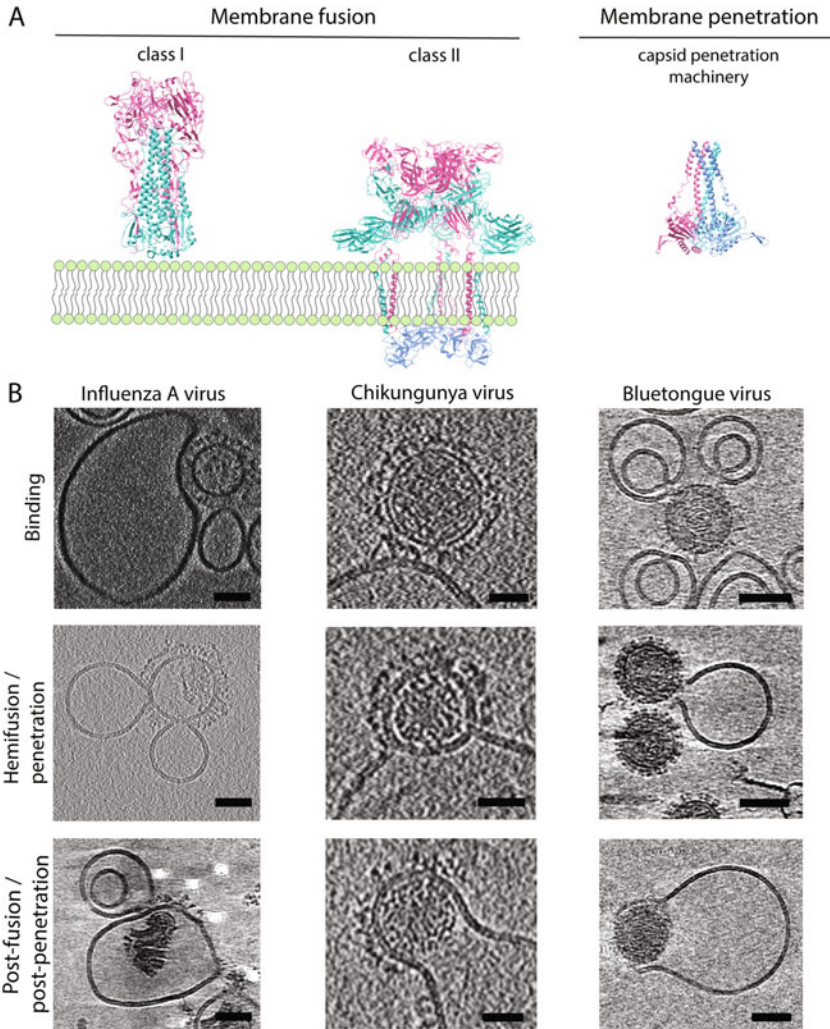 A
Membrane fusion
Membrane penetration
class I
class II
capsid penetration
machinery
B
Influenza A virus
Chikungunya virus
Bluetongue virus
Binding
Hemifusion /
penetration
Post-fusion /
post-penetration